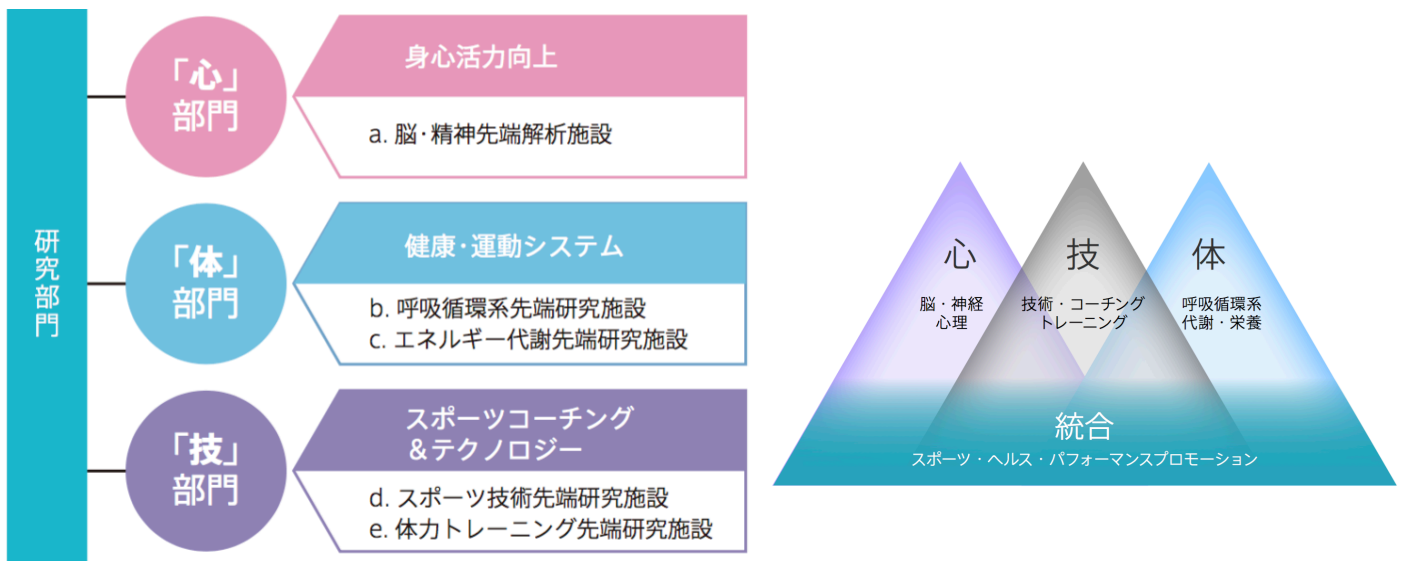 研究部門
「心」
部門
身心活力向上
a. 脳・精神先端解析施設
「体」
部門
健康・運動システム
b. 呼吸循環系先端研究施設
c. エネルギー代謝先端研究施設
「技」
部門
スポーツコーチング
&テクノロジー
d. スポーツ技術先端研究施設
e. 体力トレーニング先端研究施設
心
脳・神経
心理
技
技術・コーチング
トレーニング
体
呼吸循環系
代謝・栄養
統合
スポーツ・ヘルス・パフォーマンスプロモーション